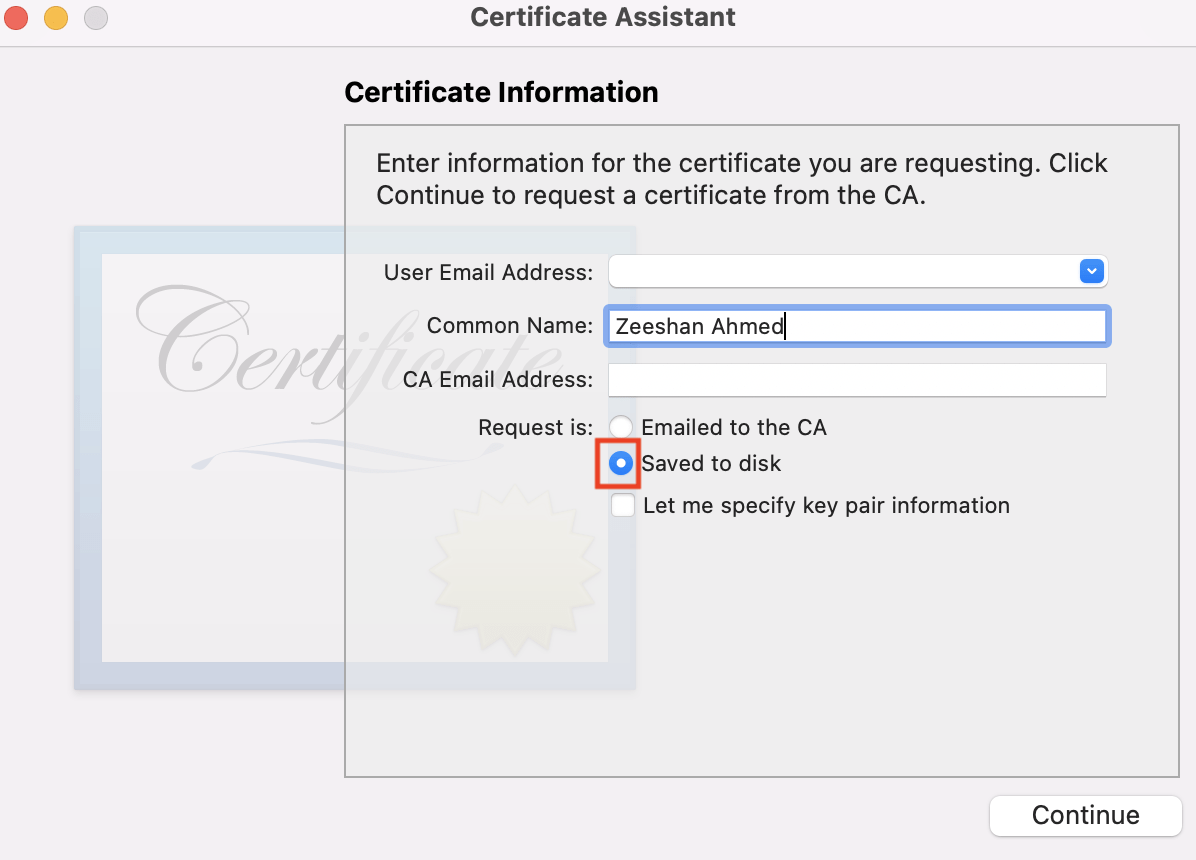 Certificate Assistant
Certificate Information
Enter information for the certificate you are requesting. Click
Continue to request a certificate from the CA.
Certificate
User Email Address:
Common Name: Zeeshan Ahmed
CA Email Address:
Request is: Emailed to the CA
Saved to disk
Let me specify key pair information
Continue